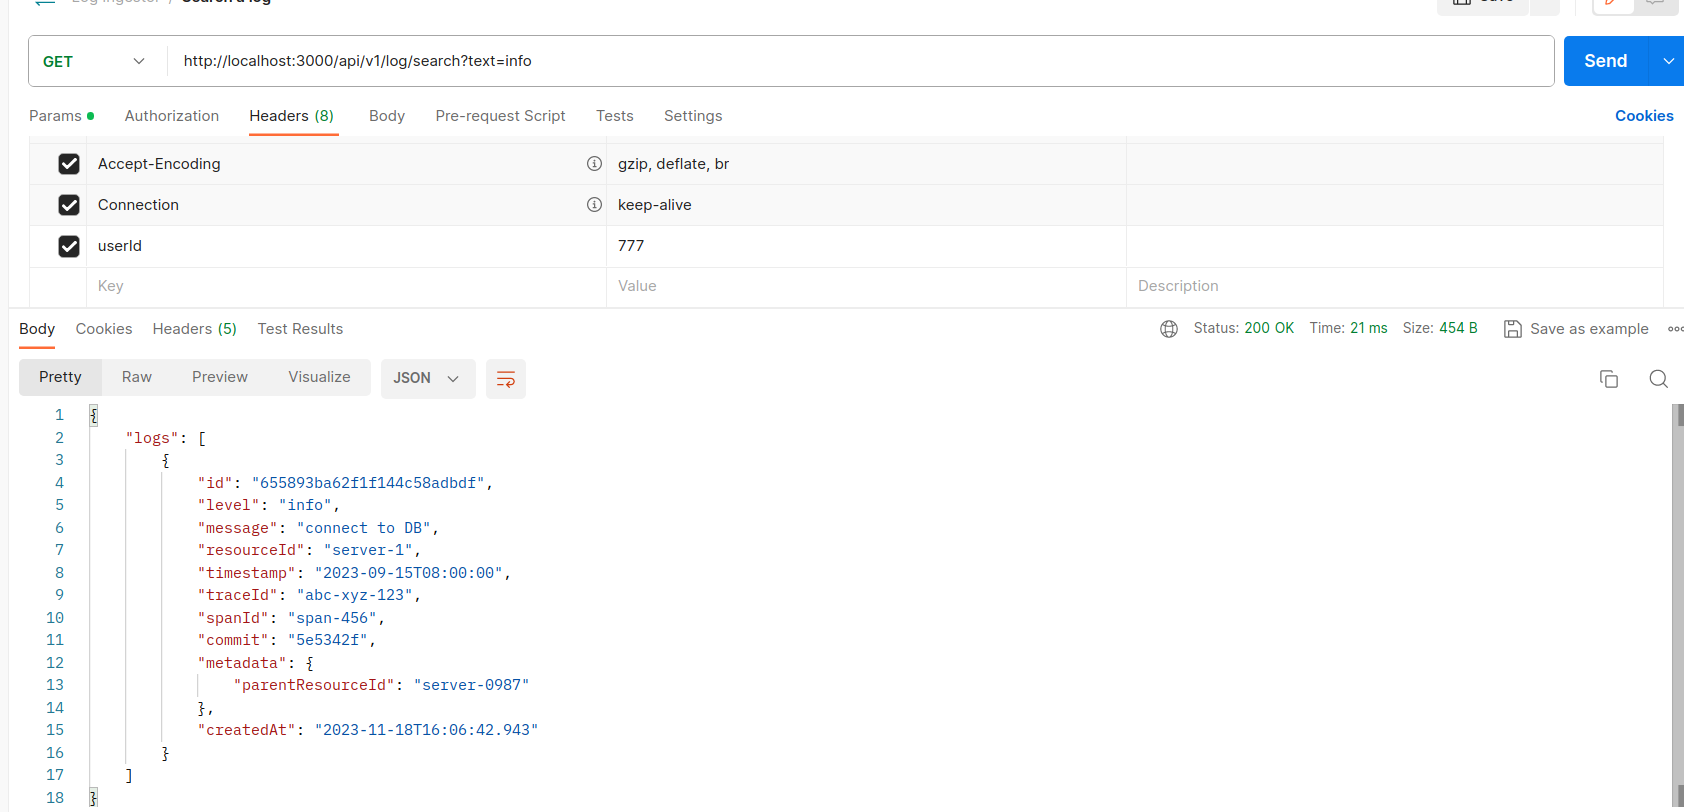 Log Ingestor / Search a log
Save
GET http://localhost:3000/api/v1/log/search?text=info Send
Params Authorization Headers (8) Body Pre-request Script Tests Settings Cookies
Accept-Encoding gzip, deflate, br
Connection keep-alive
userId 777
Key Value Description
Body Cookies Headers (5) Test Results Status: 200 OK Time: 21 ms Size: 454 B Save as example
Pretty Raw Preview Visualize JSON
1 {
2 "logs": [
3 {
4 "id": "655893ba62f1f144c58adbdf",
5 "level": "info",
6 "message": "connect to DB",
7 "resourceId": "server-1",
8 "timestamp": "2023-09-15T08:00:00",
9 "traceId": "abc-xyz-123",
10 "spanId": "span-456",
11 "commit": "5e5342f",
12 "metadata": {
13 "parentResourceId": "server-0987"
14 },
15 "createdAt": "2023-11-18T16:06:42.943"
16 }
17 ]
18 }